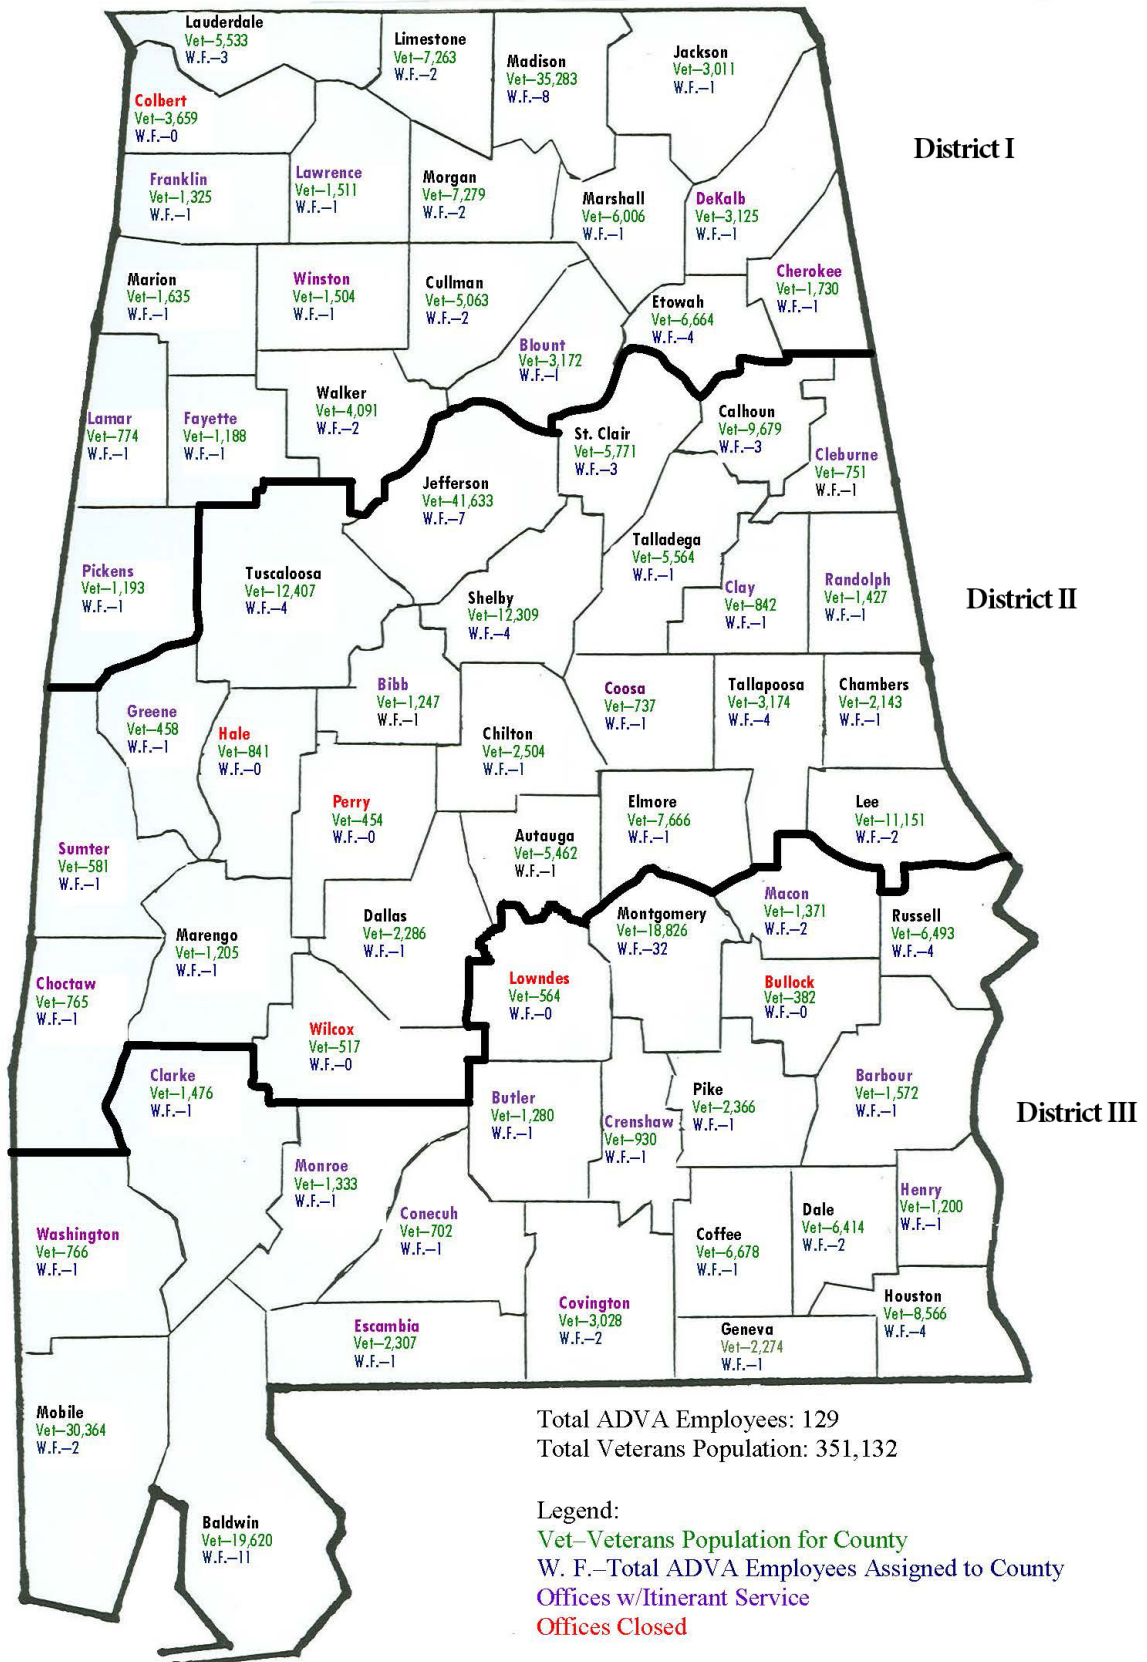 Lauderdale
Vet–5,533
W.F.–3
Limestone
Vet–7,263
W.F.–2
Madison
Vet–35,283
W.F.–8
Jackson
Vet–3,011
W.F.–1
Colbert
Vet–3,659
W.F.–0
District I
Franklin
Vet–1,325
W.F.–1
Lawrence
Vet–1,511
W.F.–1
Morgan
Vet–7,279
W.F.–2
Marshall
Vet–6,006
W.F.–1
DeKalb
Vet–3,125
W.F.–1
Marion
Vet–1,635
W.F.–1
Winston
Vet–1,504
W.F.–1
Cullman
Vet–5,063
W.F.–2
Etowah
Vet–6,664
W.F.–4
Cherokee
Vet–1,730
W.F.–1
Blount
Vet–3,172
W.F.–1
Lamar
Vet–774
W.F.–1
Fayette
Vet–1,188
W.F.–1
Walker
Vet–4,091
W.F.–2
St. Clair
Vet–5,771
W.F.–3
Calhoun
Vet–9,679
W.F.–3
Cleburne
Vet–751
W.F.–1
Jefferson
Vet–41,633
W.F.–7
Pickens
Vet–1,193
W.F.–1
Tuscaloosa
Vet–12,407
W.F.–4
Shelby
Vet–12,309
W.F.–4
Talladega
Vet–5,564
W.F.–1
Clay
Vet–842
W.F.–1
Randolph
Vet–1,427
W.F.–1
District II
Greene
Vet–458
W.F.–1
Hale
Vet–841
W.F.–0
Bibb
Vet–1,247
W.F.–1
Chilton
Vet–2,504
W.F.–1
Coosa
Vet–737
W.F.–1
Tallapoosa
Vet–3,174
W.F.–4
Chambers
Vet–2,143
W.F.–1
Sumter
Vet–581
W.F.–1
Perry
Vet–454
W.F.–0
Autauga
Vet–5,462
W.F.–1
Elmore
Vet–7,666
W.F.–1
Lee
Vet–11,151
W.F.–2
Choctaw
Vet–765
W.F.–1
Marengo
Vet–1,205
W.F.–1
Dallas
Vet–2,286
W.F.–1
Montgomery
Vet–18,826
W.F.–32
Macon
Vet–1,371
W.F.–2
Russell
Vet–6,493
W.F.–4
Wilcox
Vet–517
W.F.–0
Lowndes
Vet–564
W.F.–0
Bullock
Vet–382
W.F.–0
Clarke
Vet–1,476
W.F.–1
Butler
Vet–1,280
W.F.–1
Crenshaw
Vet–930
W.F.–1
Pike
Vet–2,366
W.F.–1
Barbour
Vet–1,572
W.F.–1
District III
Washington
Vet–766
W.F.–1
Monroe
Vet–1,333
W.F.–1
Conecuh
Vet–702
W.F.–1
Coffee
Vet–6,678
W.F.–1
Dale
Vet–6,414
W.F.–2
Henry
Vet–1,200
W.F.–1
Escambia
Vet–2,307
W.F.–1
Covington
Vet–3,028
W.F.–2
Geneva
Vet–2,274
W.F.–1
Houston
Vet–8,566
W.F.–4
Mobile
Vet–30,364
W.F.–2
Baldwin
Vet–19,620
W.F.–11
Total ADVA Employees: 129
Total Veterans Population: 351,132
Legend:
Vet–Veterans Population for County
W. F.–Total ADVA Employees Assigned to County
Offices w/Itinerant Service
Offices Closed